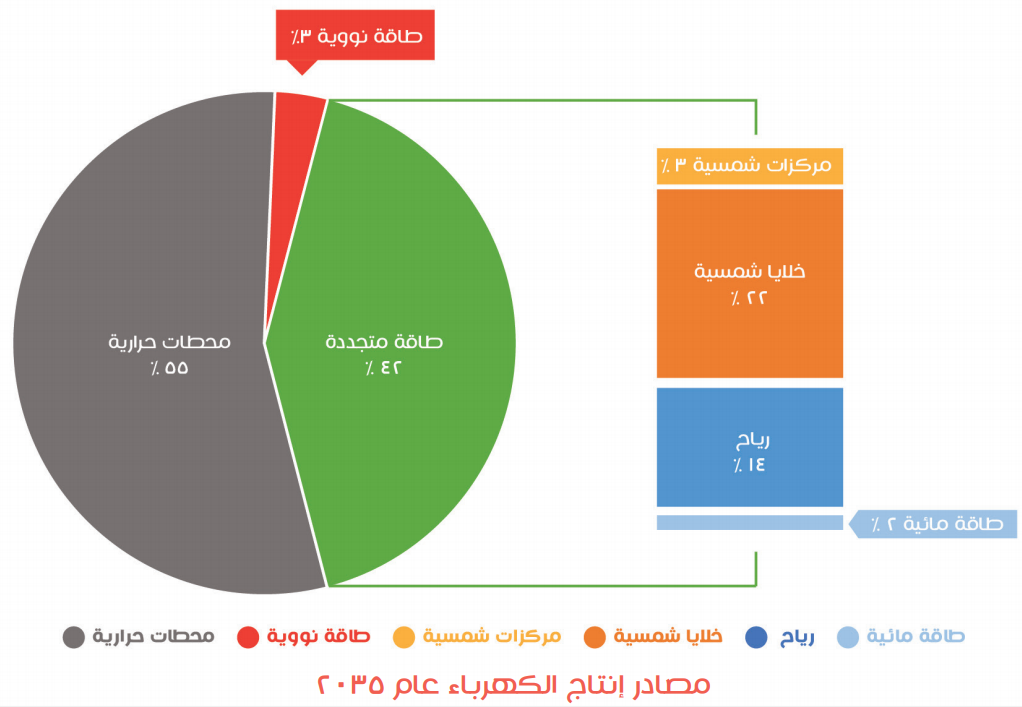 طاقة نووية ٣٪
مركزات شمسية ٣ ٪
خلايا شمسية
٢٢ ٪
محطات حرارية
٥٥ ٪
طاقة متجددة
٤٢ ٪
رياح
١٤ ٪
طاقة مائية ٢ ٪
طاقة مائية رياح خلايا شمسية مركزات شمسية طاقة نووية محطات حرارية
مصادر إنتاج الكهرباء عام ٢٠٣٥